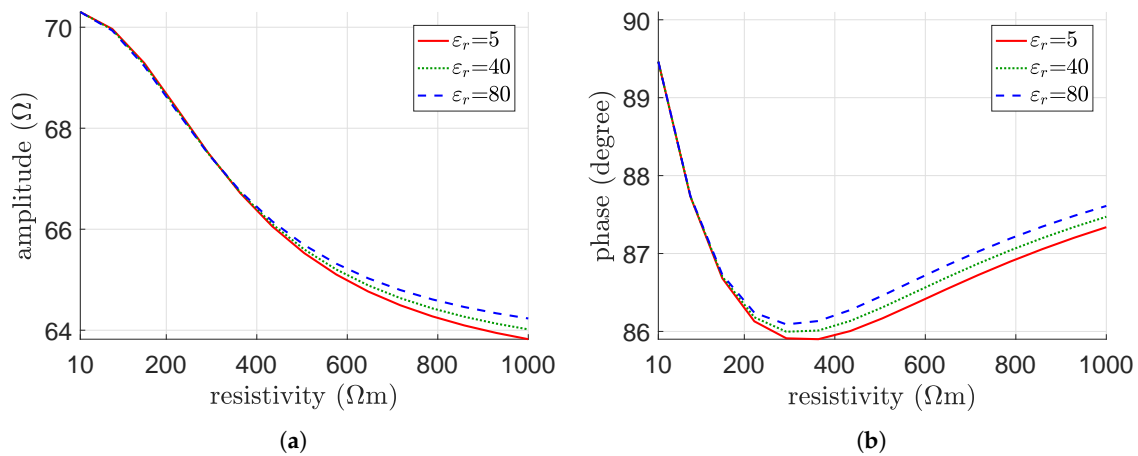 70
68
66
64
10
200
400
600
800
1000
amplitude (Ω)
resistivity (Ωm)
εr=5
εr=40
εr=80
(a)
90
89
88
87
86
10
200
400
600
800
1000
phase (degree)
resistivity (Ωm)
εr=5
εr=40
εr=80
(b)